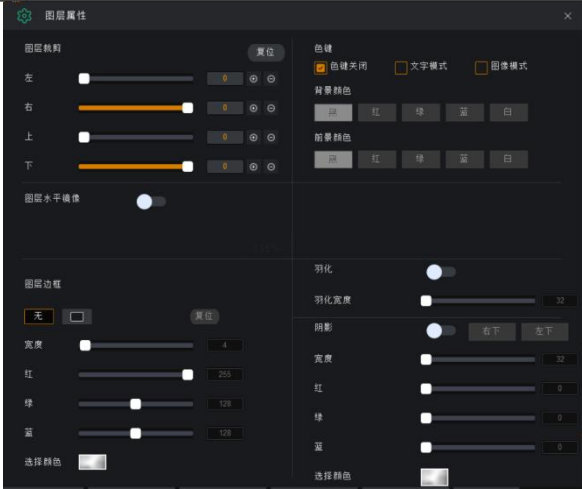 图层属性
图层裁剪 复位
左 0
右 0
上 0
下 0
图层水平镜像
图层边框
无 复位
宽度 4
红 255
绿 128
蓝 128
选择颜色
色键
色键关闭 文字模式 图像模式
背景颜色
黑 红 绿 蓝 白
前景颜色
黑 红 绿 蓝 白
羽化
羽化宽度 32
阴影 右下 左下
宽度 32
红 0
绿 0
蓝 0
选择颜色